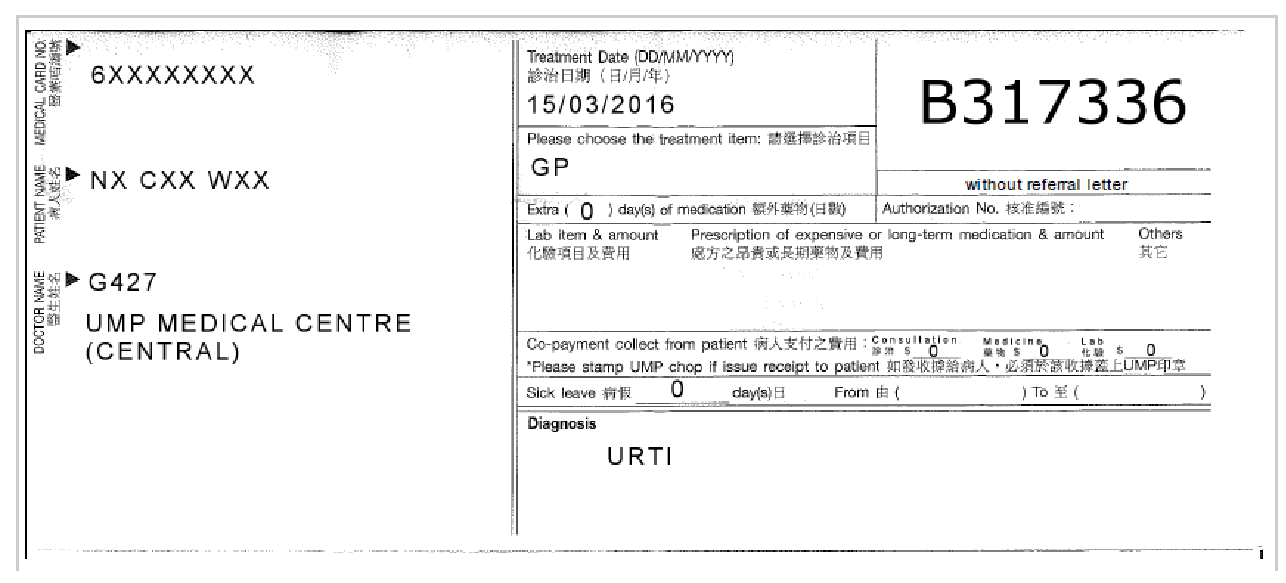 MEDICAL CARD NO.
醫療咭編號
6XXXXXXXX
PATIENT NAME
病人姓名
NX CXX WXX
DOCTOR NAME
醫生姓名
G427
UMP MEDICAL CENTRE
(CENTRAL)
Treatment Date (DD/MM/YYYY)
診治日期（日/月/年）
15/03/2016
B317336
Please choose the treatment item: 請選擇診治項目
GP
without referral letter
Extra ( 0 ) day(s) of medication 額外藥物(日數)
Authorization No. 核准編號：
Lab item & amount Prescription of expensive or long-term medication & amount Others
化驗項目及費用 處方之昂貴或長期藥物及費用 其它
Co-payment collect from patient 病人支付之費用：Consultation 診治 $ 0 Medicine 藥物 $ 0 Lab 化驗 $ 0
*Please stamp UMP chop if issue receipt to patient 如發收據給病人，必須於該收據蓋上UMP印章
Sick leave 病假 0 day(s)日 From 由 ( ) To 至 ( )
Diagnosis
URTI